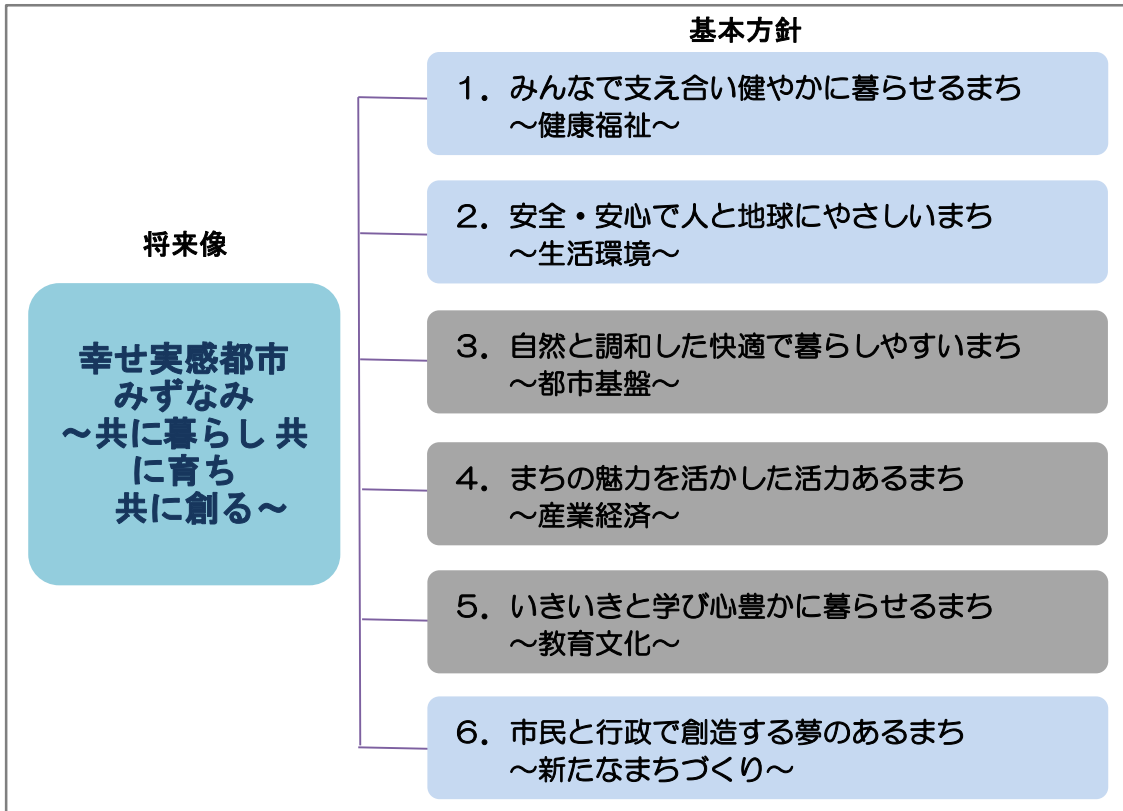 将来像
幸せ実感都市
みずなみ
～共に暮らし 共
に育ち
共に創る～
基本方針
１．みんなで支え合い健やかに暮らせるまち
～健康福祉～
２．安全・安心で人と地球にやさしいまち
～生活環境～
３．自然と調和した快適で暮らしやすいまち
～都市基盤～
４．まちの魅力を活かした活力あるまち
～産業経済～
５．いきいきと学び心豊かに暮らせるまち
～教育文化～
６．市民と行政で創造する夢のあるまち
～新たなまちづくり～